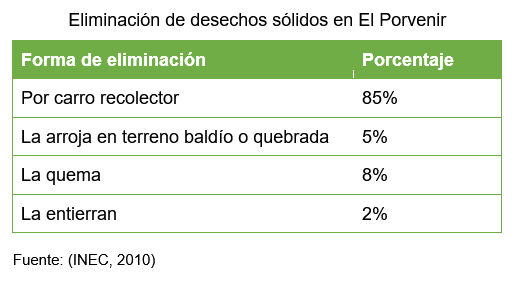 Eliminación de desechos sólidos en El Porvenir
Forma de eliminación Porcentaje
Por carro recolector 85%
La arroja en terreno baldío o quebrada 5%
La quema 8%
La entierran 2%
Fuente: (INEC, 2010)